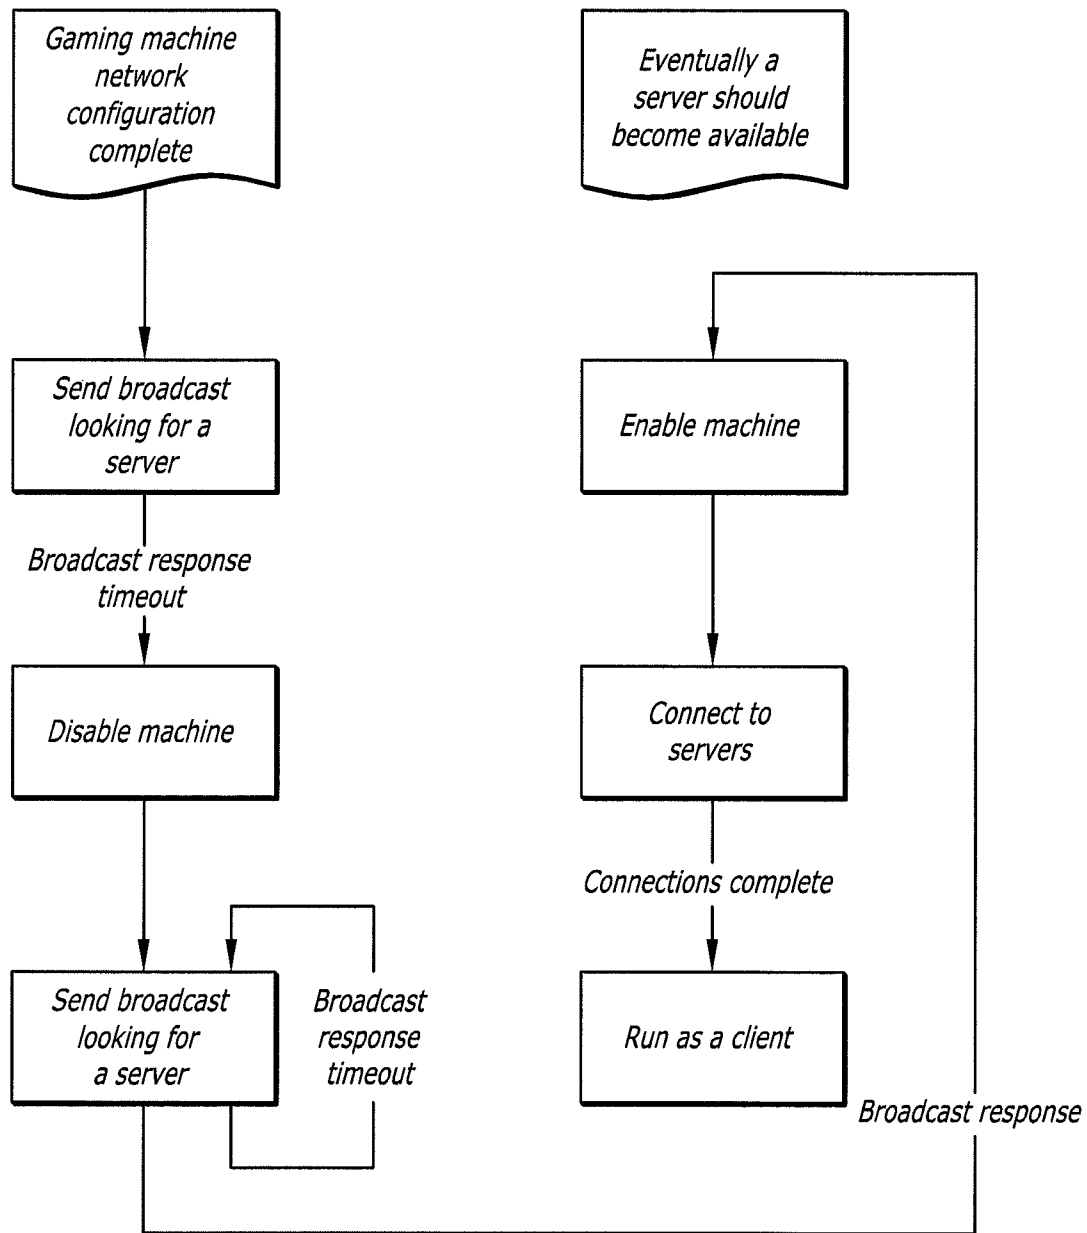 Gaming machine
network
configuration
complete
Send broadcast
looking for a
server
Broadcast response
timeout
Disable machine
Send broadcast
looking for
a server
Broadcast
response
timeout
Eventually a
server should
become available
Enable machine
Connect to
servers
Connections complete
Run as a client
Broadcast response